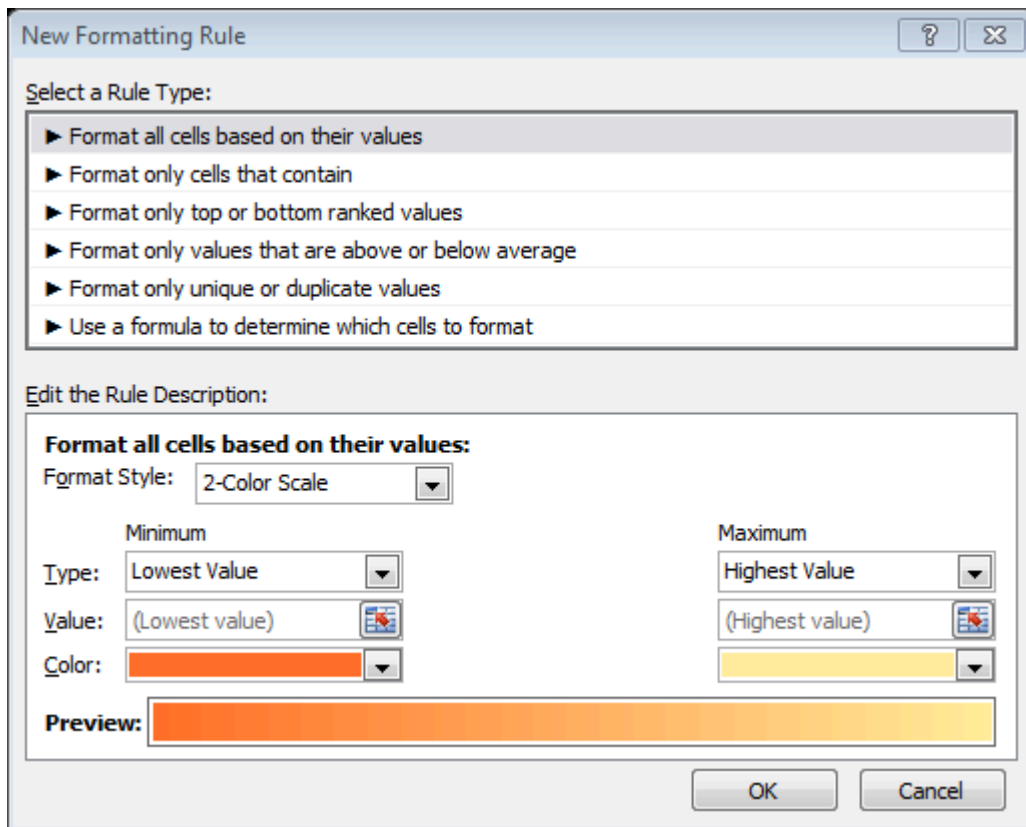 New Formatting Rule
Select a Rule Type:
► Format all cells based on their values
► Format only cells that contain
► Format only top or bottom ranked values
► Format only values that are above or below average
► Format only unique or duplicate values
► Use a formula to determine which cells to format
Edit the Rule Description:
Format all cells based on their values:
Format Style: 2-Color Scale
Minimum Maximum
Type: Lowest Value Highest Value
Value: (Lowest value) (Highest value)
Color:
Preview:
OK Cancel